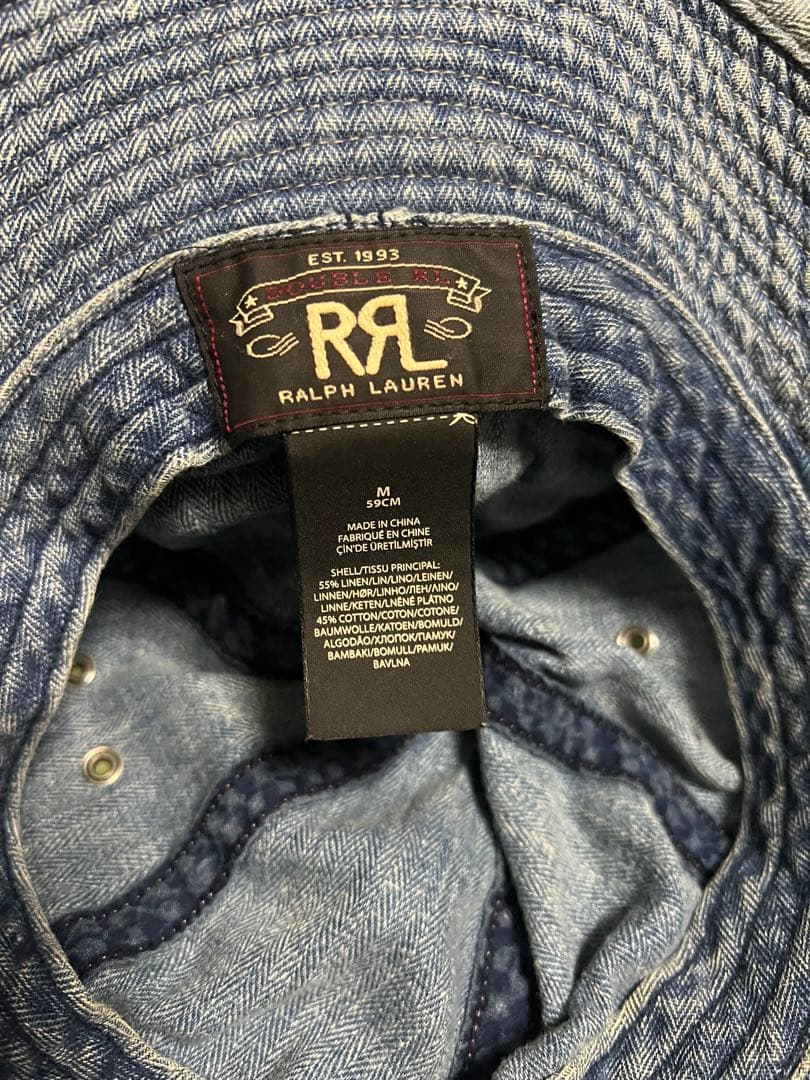 EST. 1993
DOUBLE RL
RRL
RALPH LAUREN
M
59CM
MADE IN CHINA
FABRIQUÉ EN CHINE
ÇİN'DE ÜRETİLMİŞTİR
SHELL/TISSU PRINCIPAL:
55% LINEN/LIN/LINO/LEINEN/
LINNEN/HØR/LINHO/ЛЕН/ΛΙΝΟ/
LINNE/KETEN/LNĚNÉ PLÁTNO
45% COTTON/COTON/COTONE/
BAUMWOLLE/KATOEN/BOMULD/
ALGODÃO/ХЛОПОК/ΠΑΜΥΚ/
BAMBAKI/BOMULL/PAMUK/
BAVLNA